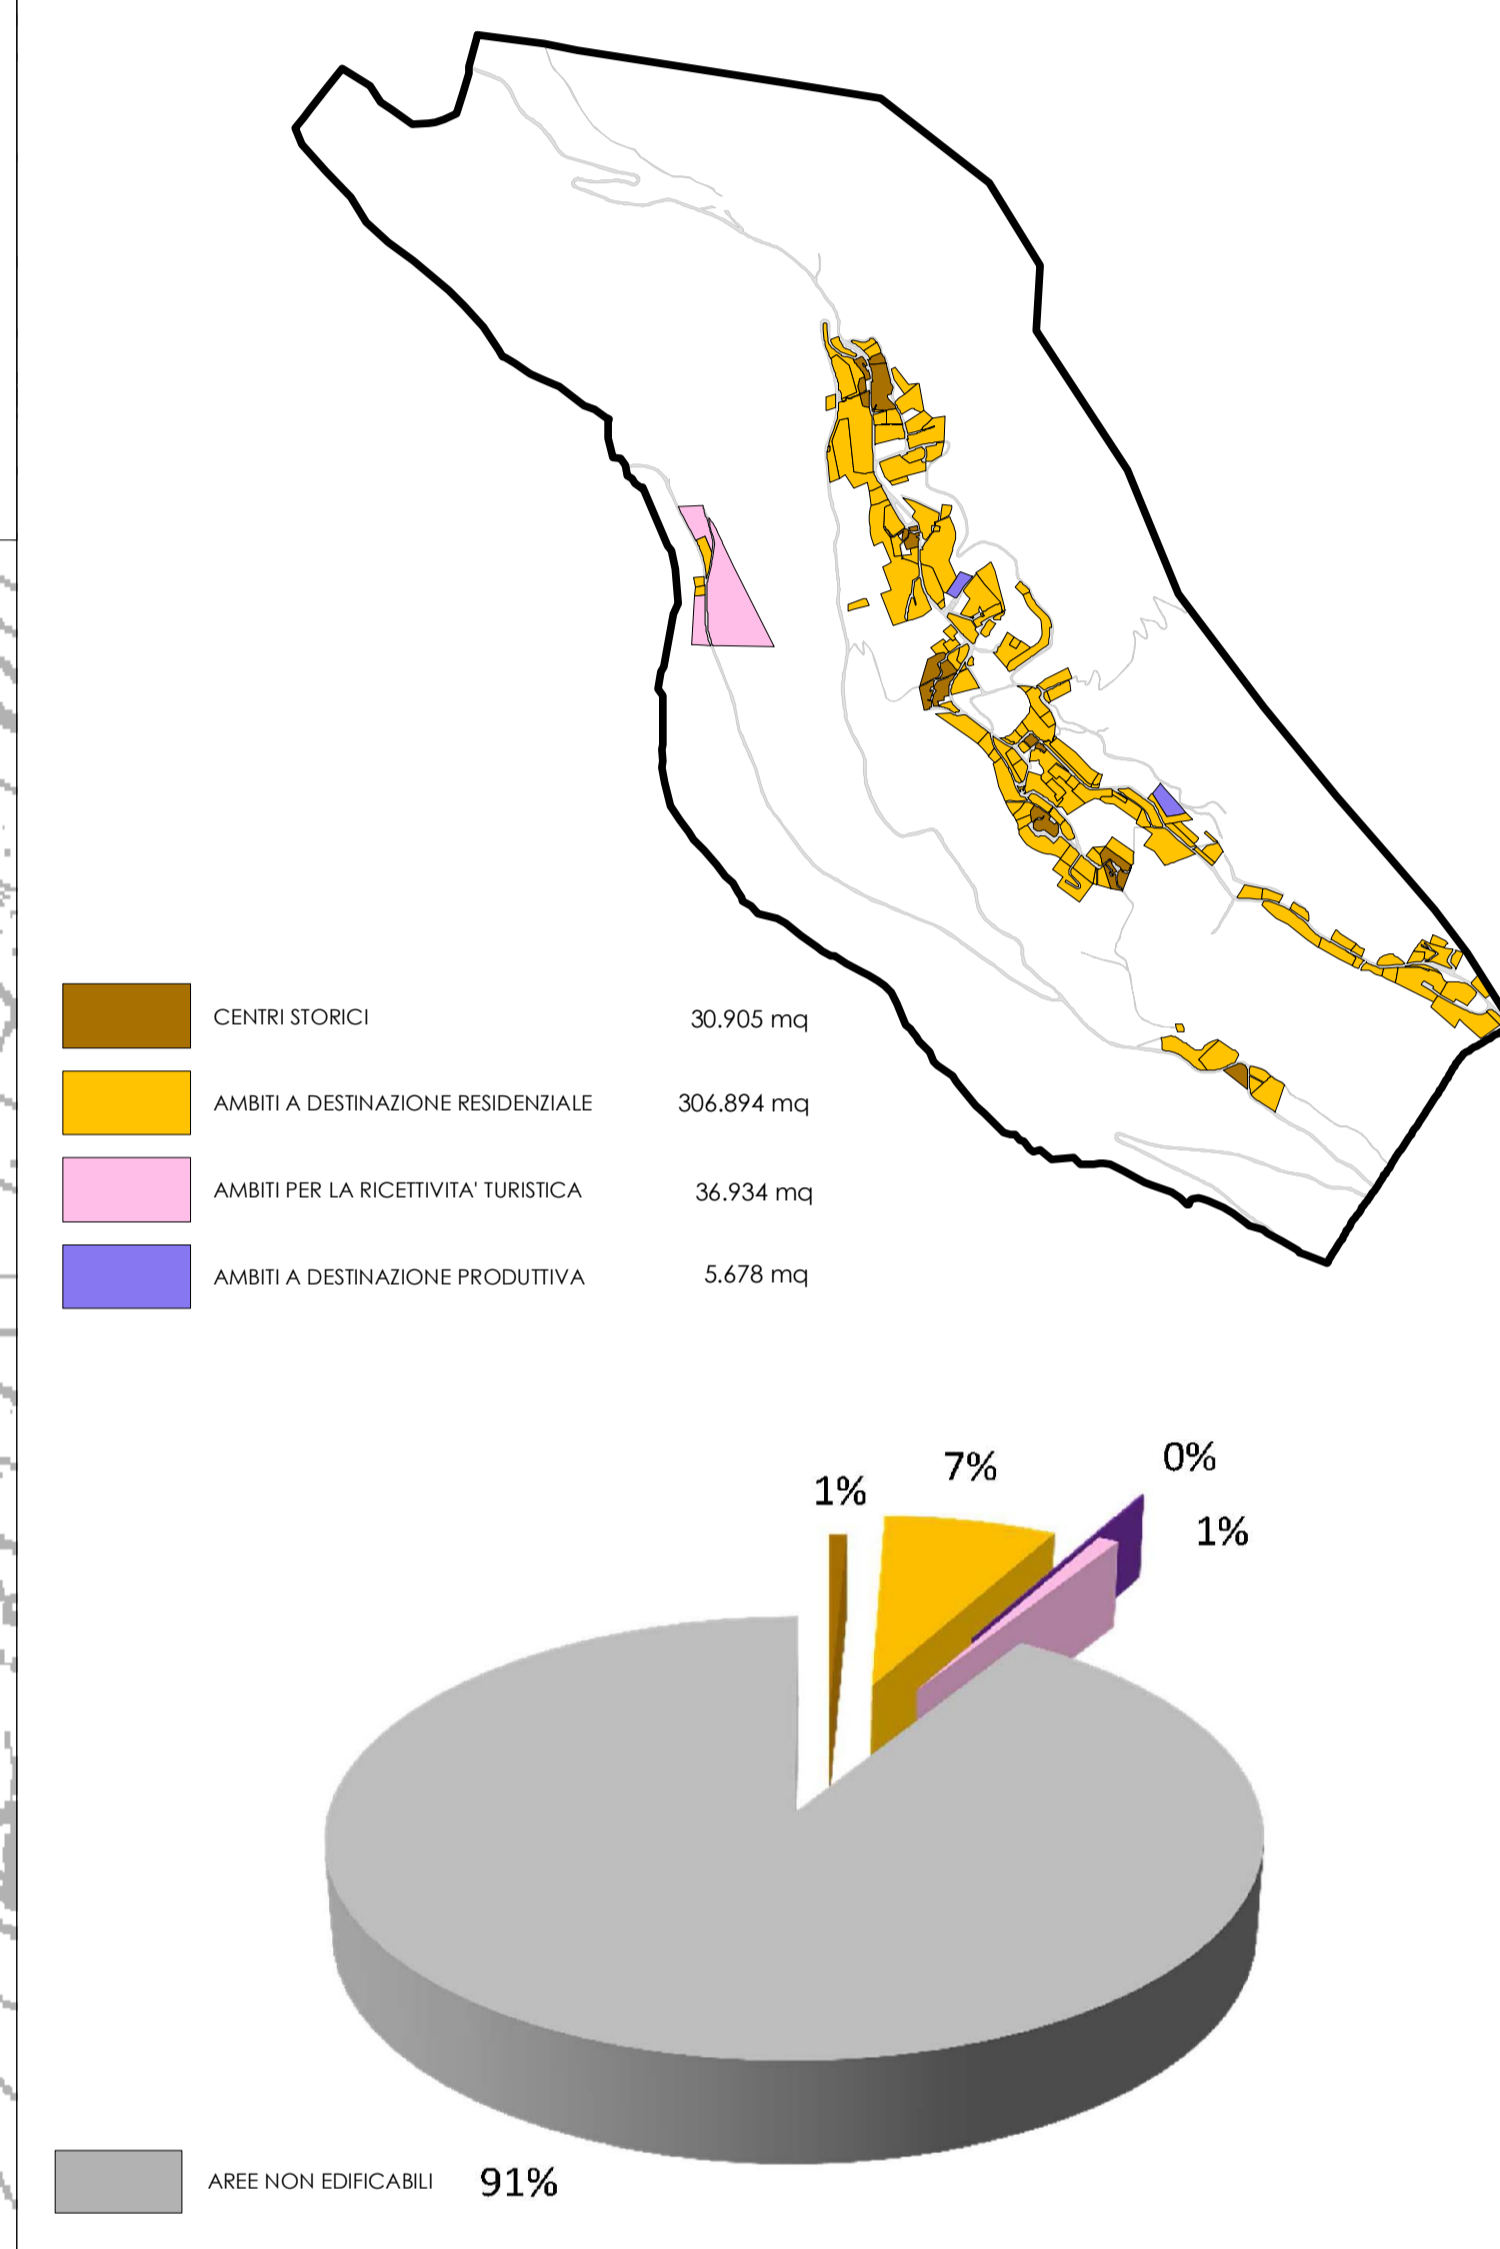 CENTRI STORICI 30.905 mq
AMBITI A DESTINAZIONE RESIDENZIALE 306.894 mq
AMBITI PER LA RICETTIVITA' TURISTICA 36.934 mq
AMBITI A DESTINAZIONE PRODUTTIVA 5.678 mq
1%
7%
0%
1%
AREE NON EDIFICABILI 91%